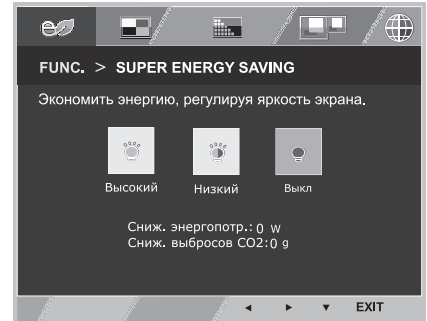 FUNC. > SUPER ENERGY SAVING
Экономить энергию, регулируя яркость экрана.
Высокий Низкий Выкл
Сниж. энергопотр.: 0 W
Сниж. выбросов CO2:0 g
EXIT